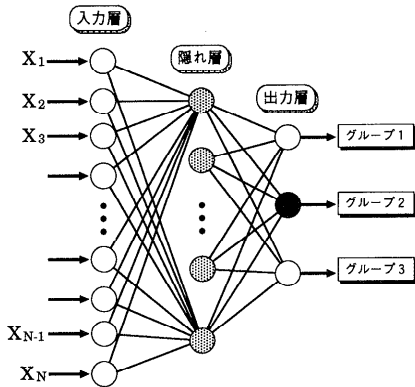 入力層
隠れ層
出力層
X1
X2
X3
XN-1
XN
グループ1
グループ2
グループ3